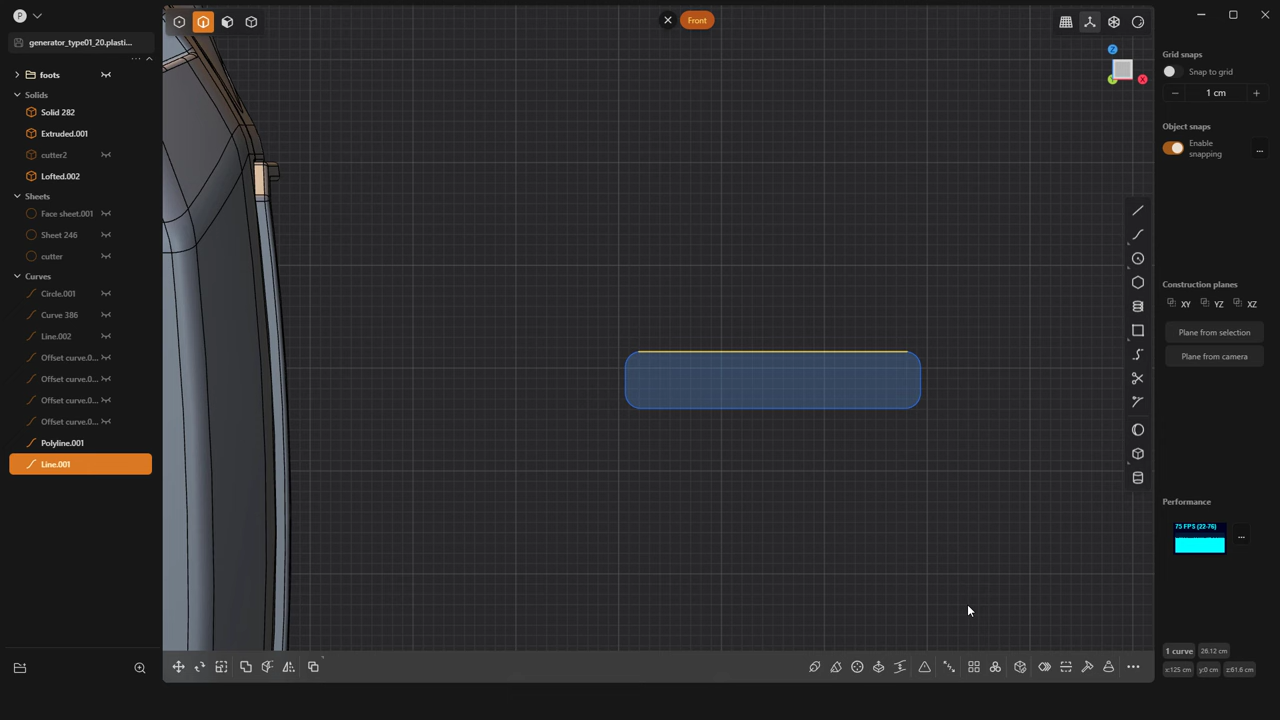 P
generator_type01_20.plasti...
foots
Solids
Solid 282
Extruded.001
cutter2
Lofted.002
Sheets
Face sheet.001
Sheet 246
cutter
Curves
Circle.001
Curve 386
Line.002
Offset curve.0...
Offset curve.0...
Offset curve.0...
Offset curve.0...
Polyline.001
Line.001
Front
Z
X
Y
Grid snaps
Snap to grid
1 cm
Object snaps
Enable
snapping
...
Construction planes
XY YZ XZ
Plane from selection
Plane from camera
Performance
75 FPS (22-76)
...
1 curve 26.12 cm
x:125 cm y:0 cm z:61.6 cm